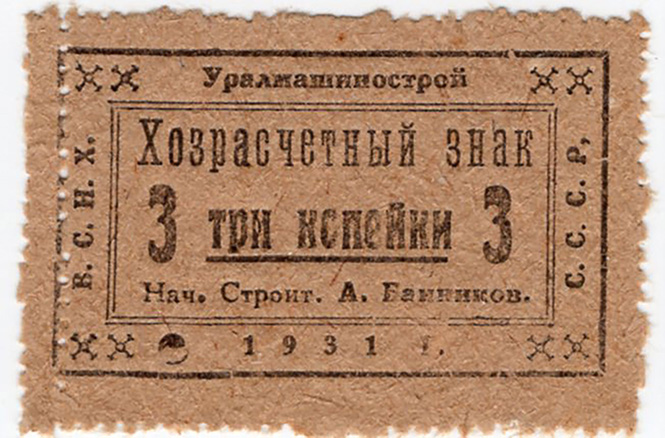 Уралмашинострой
В. С. Н. Х.
Хозрасчетный знак
3 три копейки 3
Нач. Строит. А. Банников.
С. С. С. Р.
1931 г.